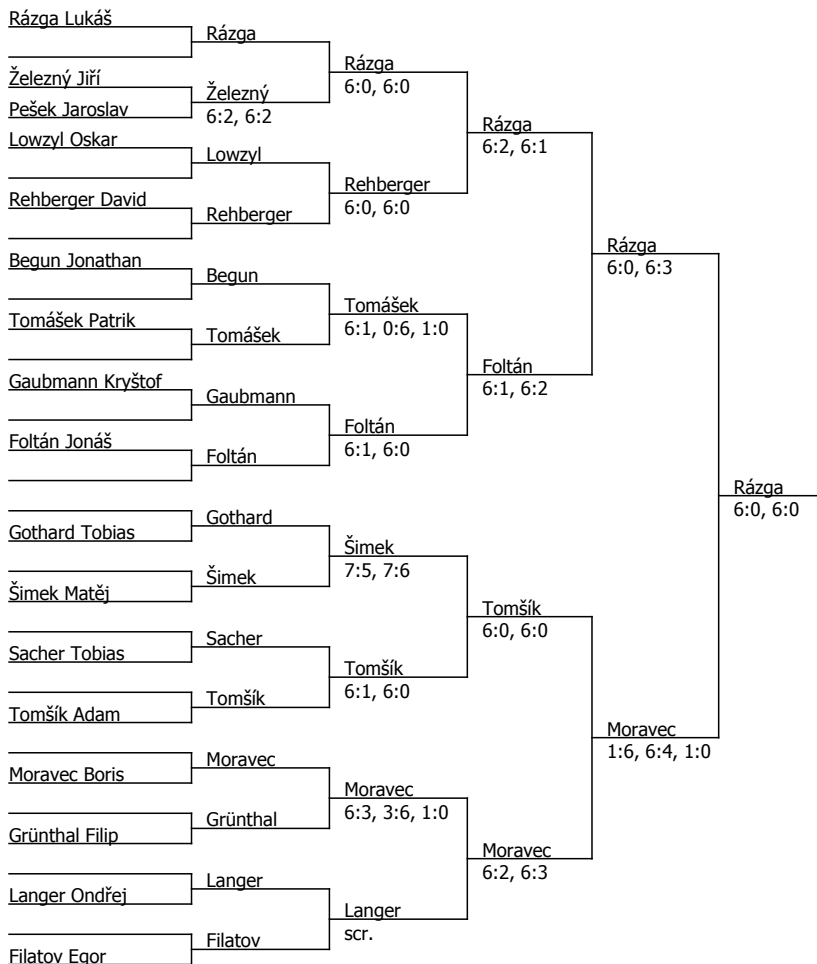 Rázga Lukáš
Rázga
Rázga
6:0, 6:0
Železný Jiří
Železný
6:2, 6:2
Pešek Jaroslav
Rázga
6:2, 6:1
Lowzyl Oskar
Lowzyl
Rehberger
6:0, 6:0
Rehberger David
Rehberger
Rázga
6:0, 6:3
Begun Jonathan
Begun
Tomášek
6:1, 0:6, 1:0
Tomášek Patrik
Tomášek
Foltán
6:1, 6:2
Gaubmann Kryštof
Gaubmann
Foltán
6:1, 6:0
Foltán Jonáš
Foltán
Rázga
6:0, 6:0
Gothard Tobias
Gothard
Šimek
7:5, 7:6
Šimek Matěj
Šimek
Tomšík
6:0, 6:0
Sacher Tobias
Sacher
Tomšík
6:1, 6:0
Tomšík Adam
Tomšík
Moravec
1:6, 6:4, 1:0
Moravec Boris
Moravec
Moravec
6:3, 3:6, 1:0
Grünthal Filip
Grünthal
Moravec
6:2, 6:3
Langer Ondřej
Langer
Langer
scr.
Filatov Egor
Filatov